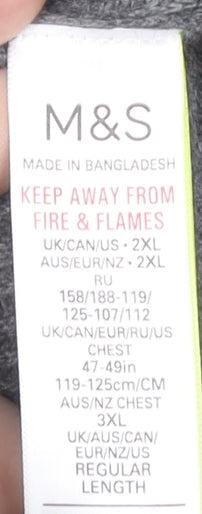 M&S
MADE IN BANGLADESH
KEEP AWAY FROM
FIRE & FLAMES
UK/CAN/US • 2XL
AUS/EUR/NZ • 2XL
RU
158/188-119/
125-107/112
UK/CAN/EUR/RU/US
CHEST
47-49in
119-125cm/CM
AUS/NZ CHEST
3XL
UK/AUS/CAN/
EUR/NZ/US
REGULAR
LENGTH